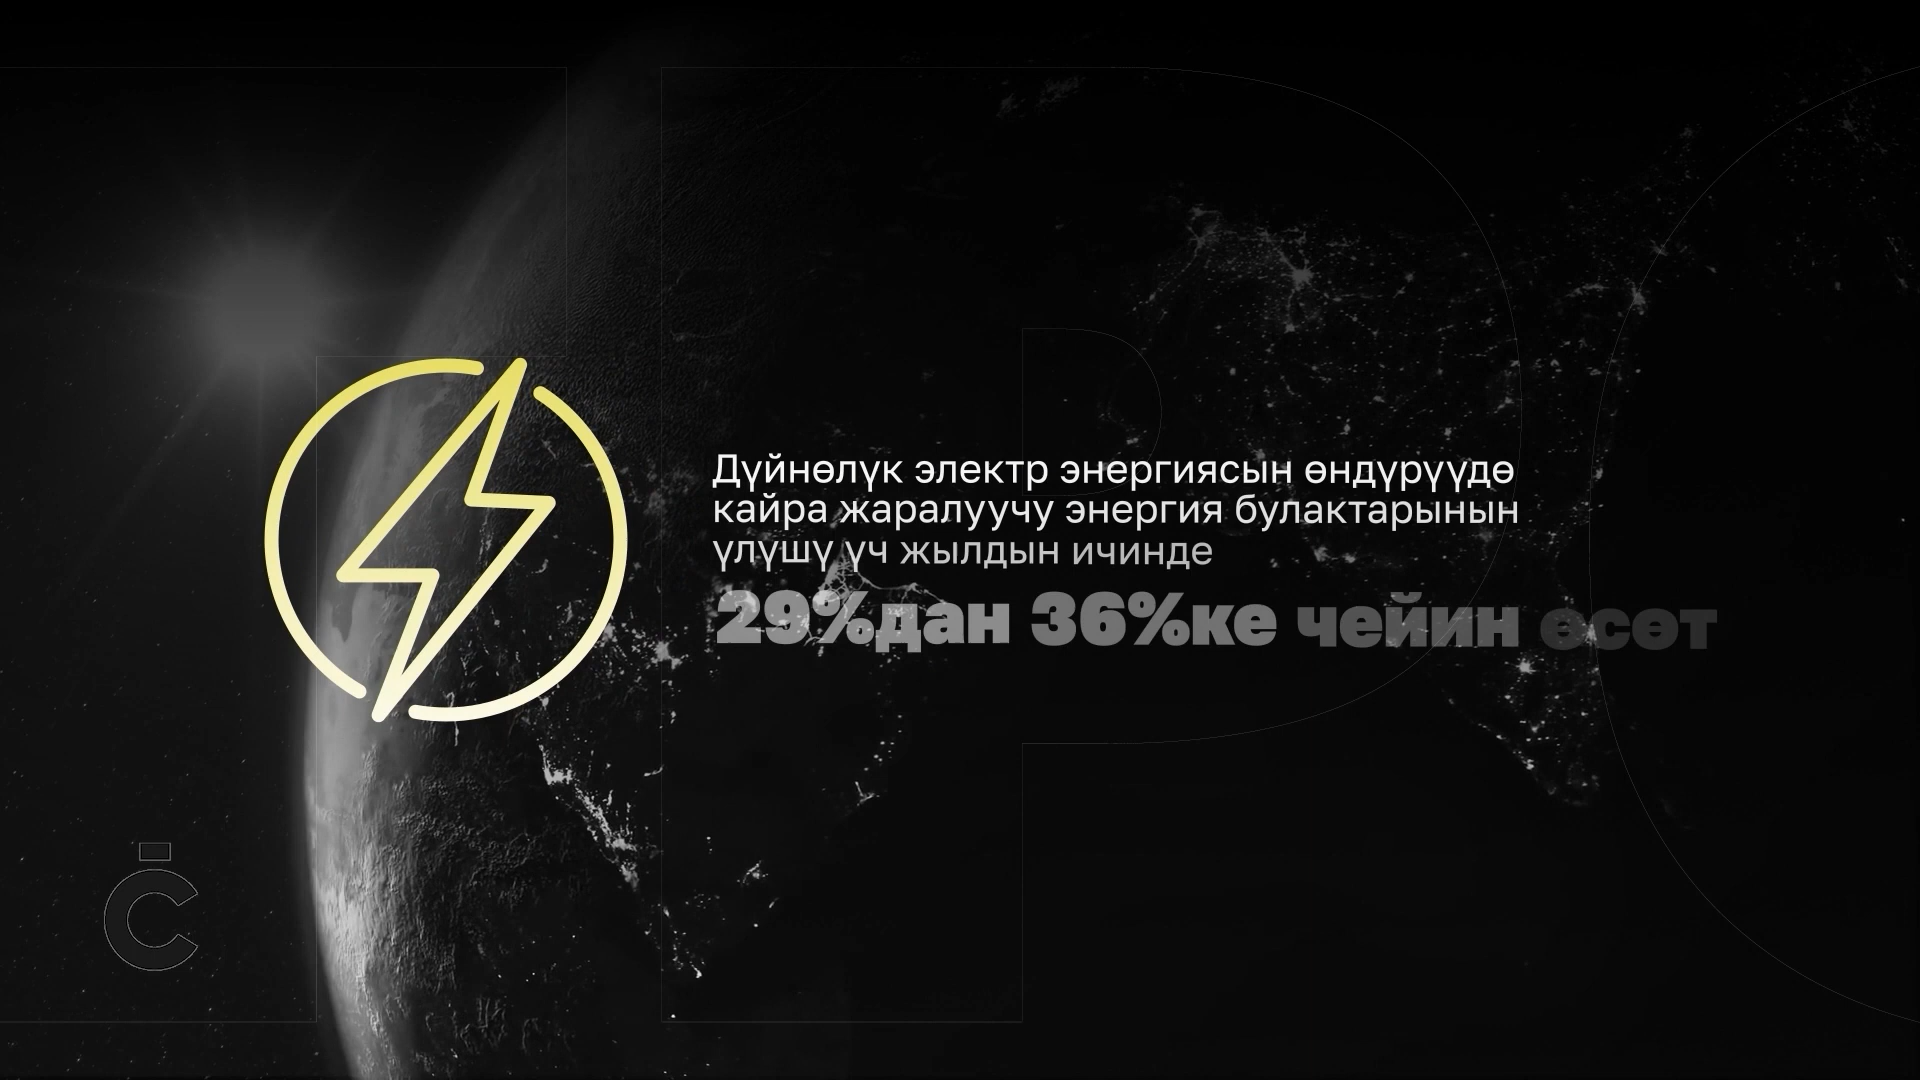 Дүйнөлүк электр энергиясын өндүрүүдө
кайра жаралуучу энергия булактарынын
үлүшү үч жылдын ичинде
29%дан 36%ке чейин өсөт